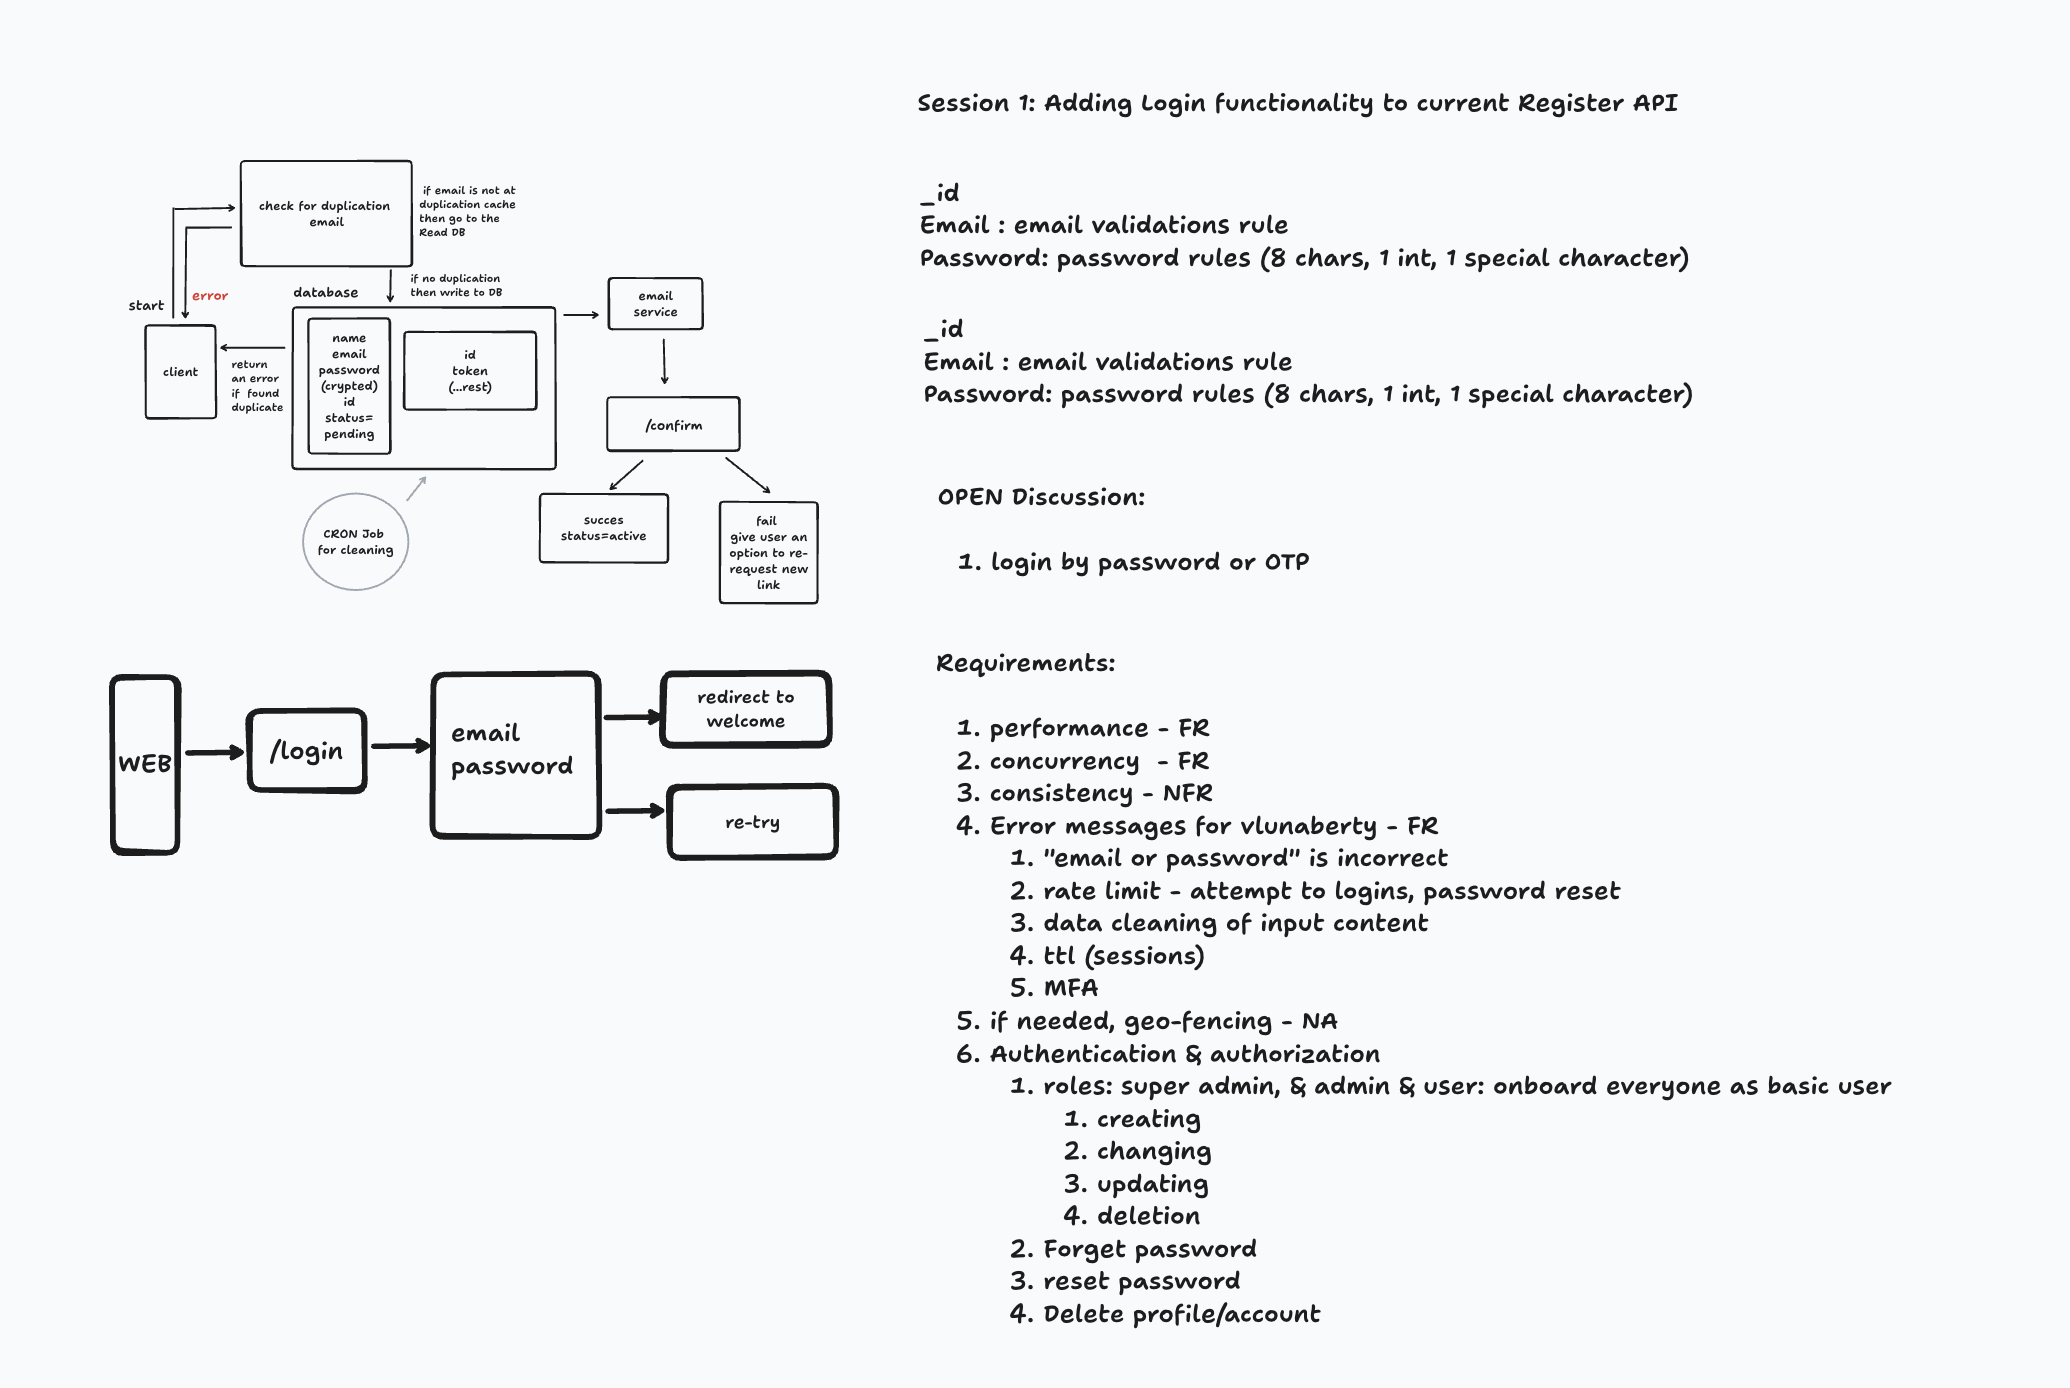 Session 1: Adding Login functionality to current Register API
check for duplication
email
if email is not at
duplication cache
then go to the
Read DB
start
error
database
if no duplication
then write to DB
client
return
an error
if found
duplicate
name
email
password
(crypted)
id
status=
pending
id
token
(...rest)
email
service
/confirm
CRON Job
for cleaning
succes
status=active
fail
give user an
option to re-
request new
link
WEB
/login
email
password
redirect to
welcome
re-try
_id
Email : email validations rule
Password: password rules (8 chars, 1 int, 1 special character)
_id
Email : email validations rule
Password: password rules (8 chars, 1 int, 1 special character)
OPEN Discussion:
1. login by password or OTP
Requirements:
1. performance - FR
2. concurrency - FR
3. consistency - NFR
4. Error messages for vlunaberty - FR
1. "email or password" is incorrect
2. rate limit - attempt to logins, password reset
3. data cleaning of input content
4. ttl (sessions)
5. MFA
5. if needed, geo-fencing - NA
6. Authentication & authorization
1. roles: super admin, & admin & user: onboard everyone as basic user
1. creating
2. changing
3. updating
4. deletion
2. Forget password
3. reset password
4. Delete profile/account